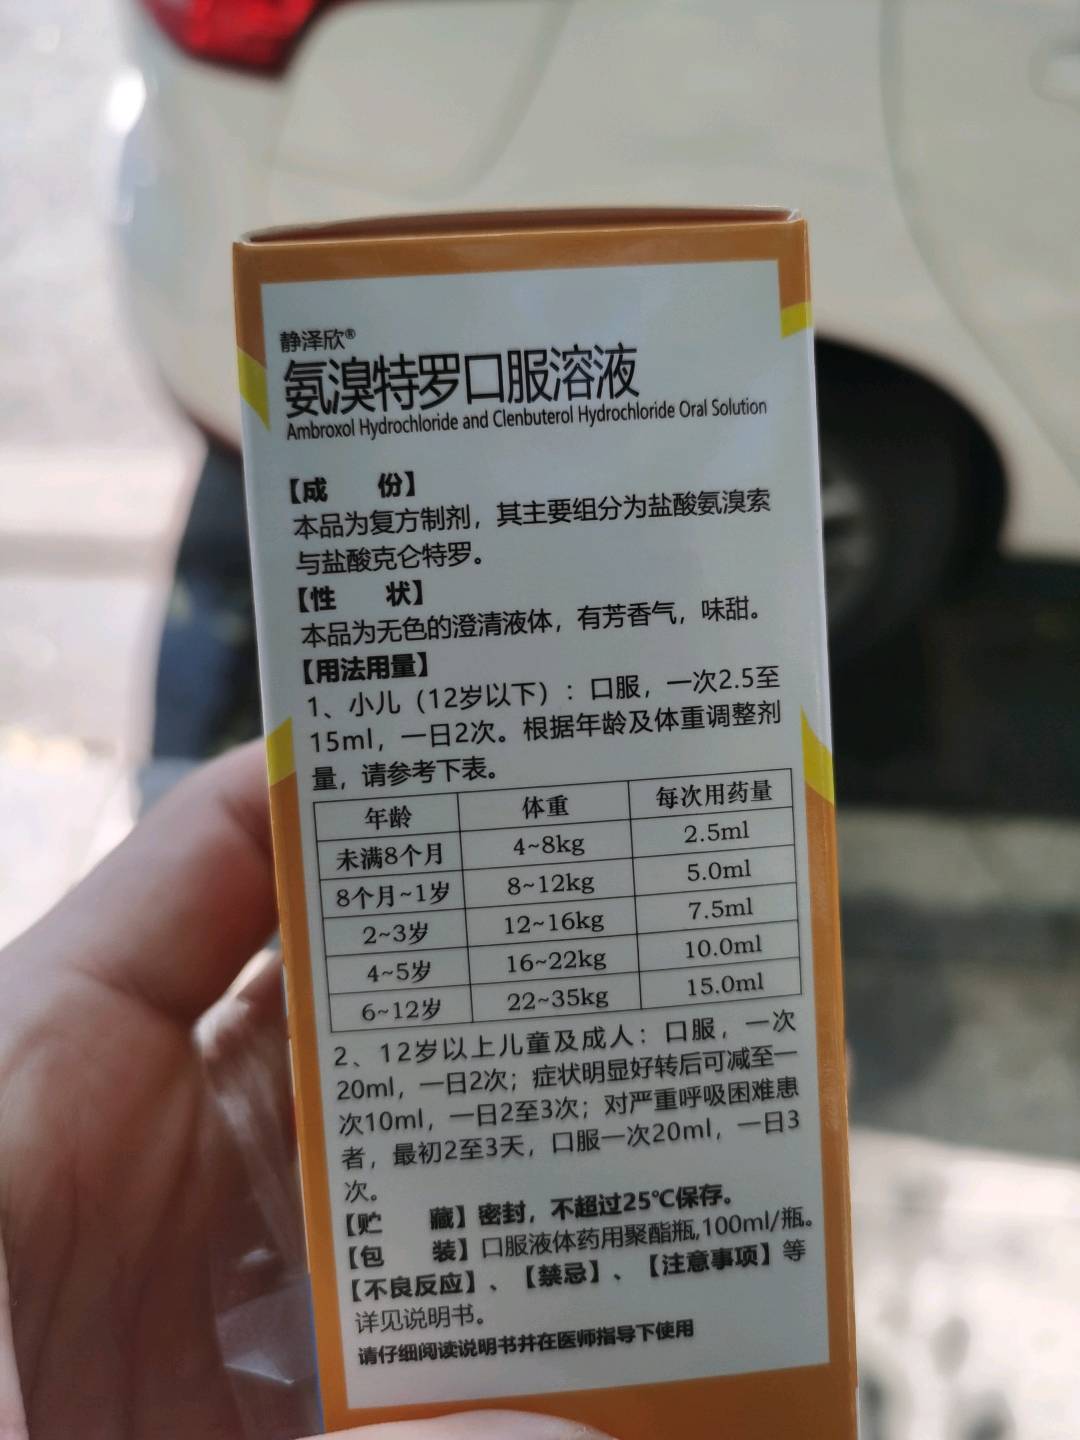 静泽欣®
氨溴特罗口服溶液
Ambroxol Hydrochloride and Clenbuterol Hydrochloride Oral Solution
【成 份】
本品为复方制剂，其主要组分为盐酸氨溴索
与盐酸克仑特罗。
【性 状】
本品为无色的澄清液体，有芳香气，味甜。
【用法用量】
1、小儿（12岁以下）：口服，一次2.5至
15ml，一日2次。根据年龄及体重调整剂
量，请参考下表。
年龄 体重 每次用药量
未满8个月 4~8kg 2.5ml
8个月~1岁 8~12kg 5.0ml
2~3岁 12~16kg 7.5ml
4~5岁 16~22kg 10.0ml
6~12岁 22~35kg 15.0ml
2、12岁以上儿童及成人：口服，一次
20ml，一日2次；症状明显好转后可减至一
次10ml，一日2至3次；对严重呼吸困难患
者，最初2至3天，口服一次20ml，一日3
次。
【贮 藏】密封，不超过25℃保存。
【包 装】口服液体药用聚酯瓶,100ml/瓶。
【不良反应】、【禁忌】、【注意事项】等
详见说明书。
请仔细阅读说明书并在医师指导下使用